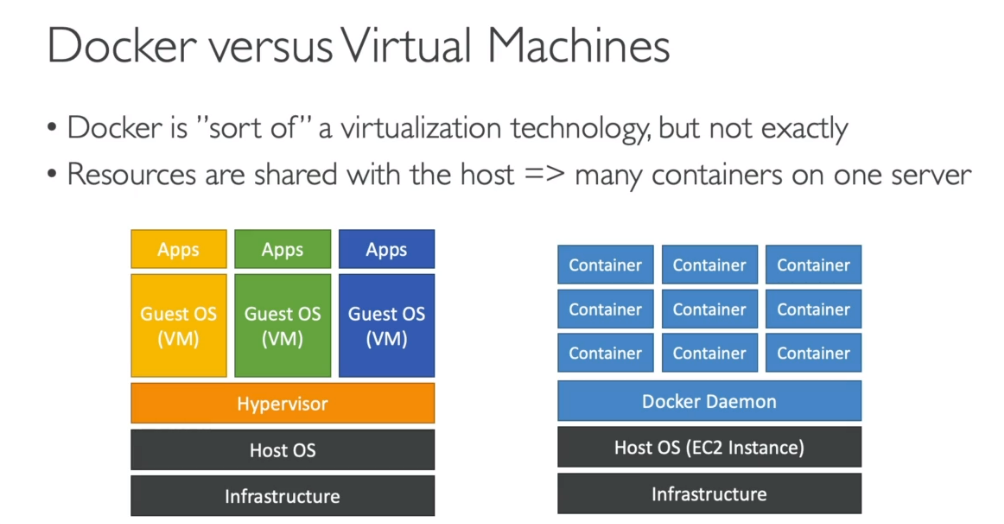 Docker versus Virtual Machines
• Docker is ”sort of” a virtualization technology, but not exactly
• Resources are shared with the host => many containers on one server
Apps
Apps
Apps
Guest OS
(VM)
Guest OS
(VM)
Guest OS
(VM)
Hypervisor
Host OS
Infrastructure
Container
Container
Container
Container
Container
Container
Container
Container
Container
Docker Daemon
Host OS (EC2 Instance)
Infrastructure